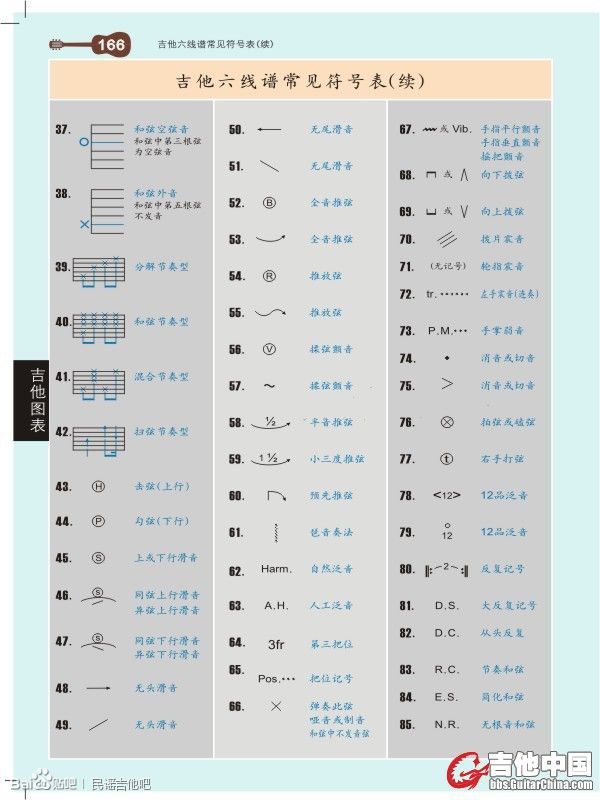 166
吉他六线谱常见符号表(续)
吉他六线谱常见符号表(续)
37. 和弦空弦音
和弦中第三根弦
为空弦音
38. 和弦外音
和弦中第五根弦
不发音
39. 分解节奏型
40. 和弦节奏型
41. 混合节奏型
42. 扫弦节奏型
43. H 击弦(上行)
44. P 勾弦(下行)
45. S 上或下行滑音
46. S 同弦上行滑音
异弦上行滑音
47. S 同弦下行滑音
异弦下行滑音
48. 无头滑音
49. 无头滑音
50. 无尾滑音
51. 无尾滑音
52. B 全音推弦
53. 全音推弦
54. R 推放弦
55. 推放弦
56. V 揉弦颤音
57. ~ 揉弦颤音
58. ½ 半音推弦
59. 1 ½ 小三度推弦
60. 预先推弦
61. 琶音奏法
62. Harm. 自然泛音
63. A.H. 人工泛音
64. 3fr 第三把位
65. Pos.··· 把位记号
66. × 弹奏此弦
哑音或制音
和弦中不发音弦
67. 或 Vib. 手指平行颤音
手指垂直颤音
摇把颤音
68. 或 向下拨弦
69. 或 向上拨弦
70. 拨片震音
71. (无记号) 轮指震音
72. tr. ······ 左手震音(连奏)
73. P.M.··· 手掌弱音
74. 消音或切音
75. > 消音或切音
76. ⊗ 拍弦或磕弦
77. t 右手打弦
78. <12> 12品泛音
79. 12 12品泛音
80. 2 反复记号
81. D.S. 大反复记号
82. D.C. 从头反复
83. R.C. 节奏和弦
84. E.S. 简化和弦
85. N.R. 无根音和弦
吉他图表
Bai贴吧 | 民谣吉他吧
吉他中国
bbs.GuitarChina.com